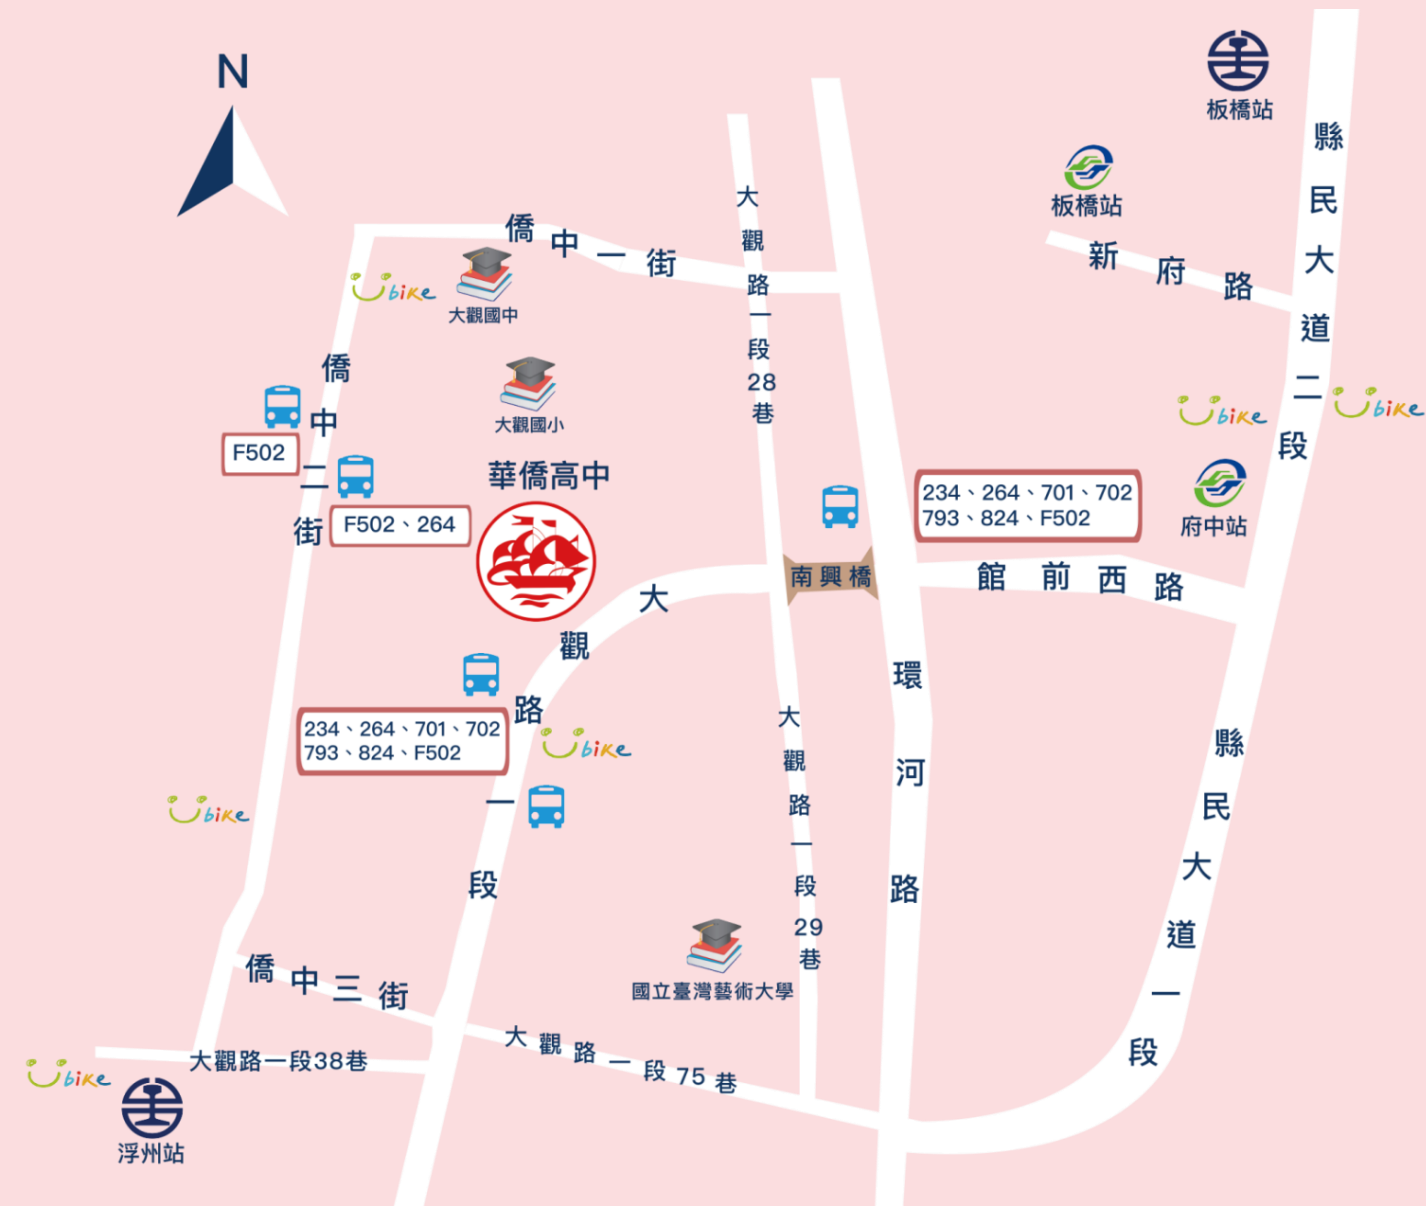 N
板橋站
板橋站
縣民大道二段
新府路
僑中一街
大觀路一段28巷
Ubike
大觀國中
大觀國小
僑中二街
F502
F502、264
華僑高中
Ubike
Ubike
府中站
234、264、701、702
793、824、F502
南興橋
館前西路
大觀路一段
234、264、701、702
793、824、F502
Ubike
Ubike
環河路
大觀路一段29巷
縣民大道一段
國立臺灣藝術大學
僑中三街
大觀路一段75巷
大觀路一段38巷
Ubike
浮州站